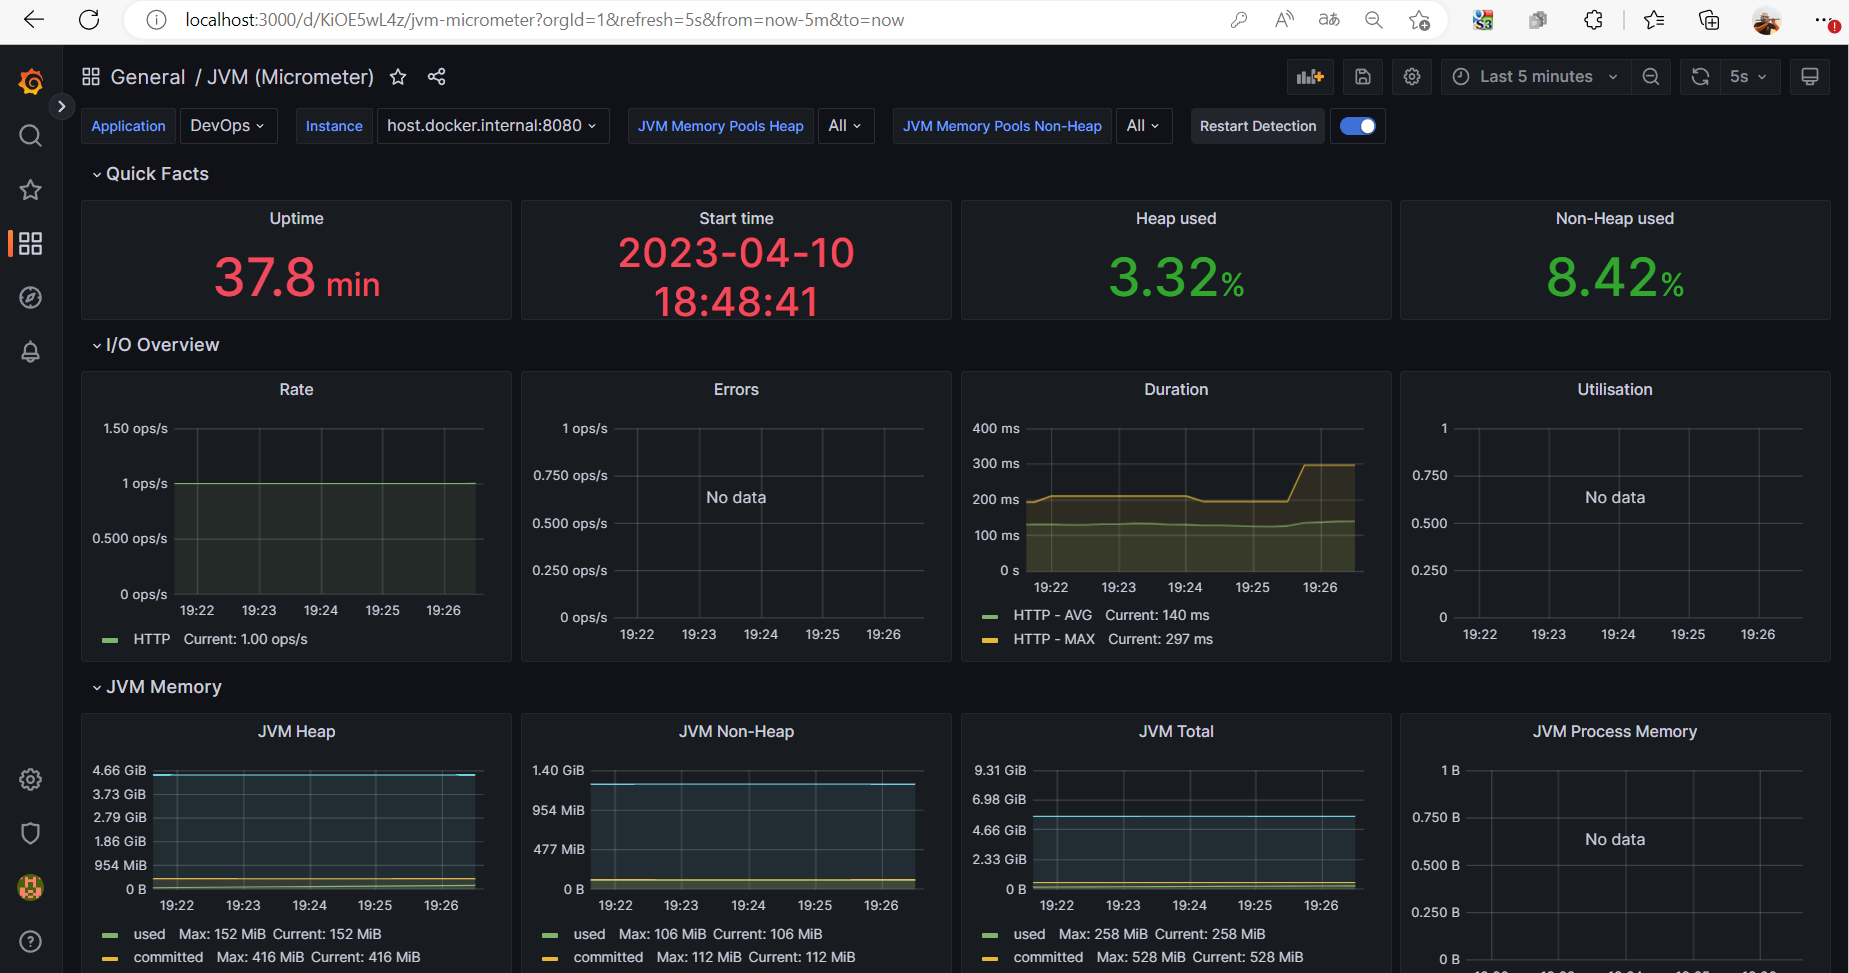 localhost:3000/d/KiOE5wL4z/jvm-micrometer?orgId=1&refresh=5s&from=now-5m&to=now
General / JVM (Micrometer)
Last 5 minutes
5s
Application
DevOps
Instance
host.docker.internal:8080
JVM Memory Pools Heap
All
JVM Memory Pools Non-Heap
All
Restart Detection
Quick Facts
Uptime
37.8 min
Start time
2023-04-10
18:48:41
Heap used
3.32%
Non-Heap used
8.42%
I/O Overview
Rate
1.50 ops/s
1 ops/s
0.500 ops/s
0 ops/s
19:22 19:23 19:24 19:25 19:26
HTTP Current: 1.00 ops/s
Errors
1 ops/s
0.750 ops/s
No data
0.500 ops/s
0.250 ops/s
0 ops/s
19:22 19:23 19:24 19:25 19:26
Duration
400 ms
300 ms
200 ms
100 ms
0 s
19:22 19:23 19:24 19:25 19:26
HTTP - AVG Current: 140 ms
HTTP - MAX Current: 297 ms
Utilisation
1
0.750
No data
0.500
0.250
0
19:22 19:23 19:24 19:25 19:26
JVM Memory
JVM Heap
4.66 GiB
3.73 GiB
2.79 GiB
1.86 GiB
954 MiB
0 B
19:22 19:23 19:24 19:25 19:26
used Max: 152 MiB Current: 152 MiB
committed Max: 416 MiB Current: 416 MiB
JVM Non-Heap
1.40 GiB
954 MiB
477 MiB
0 B
19:22 19:23 19:24 19:25 19:26
used Max: 106 MiB Current: 106 MiB
committed Max: 112 MiB Current: 112 MiB
JVM Total
9.31 GiB
6.98 GiB
4.66 GiB
2.33 GiB
0 B
19:22 19:23 19:24 19:25 19:26
used Max: 258 MiB Current: 258 MiB
committed Max: 528 MiB Current: 528 MiB
JVM Process Memory
1 B
0.750 B
No data
0.500 B
0.250 B
0 B